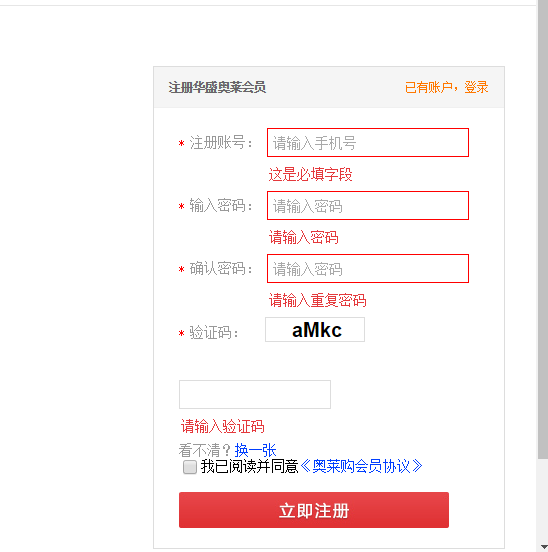 注册华盛奥莱会员 已有账户，登录
* 注册账号： 请输入手机号
这是必填字段
* 输入密码： 请输入密码
请输入密码
* 确认密码： 请输入密码
请输入重复密码
* 验证码： aMkc
请输入验证码
看不清？换一张
我已阅读并同意《奥莱购会员协议》
立即注册